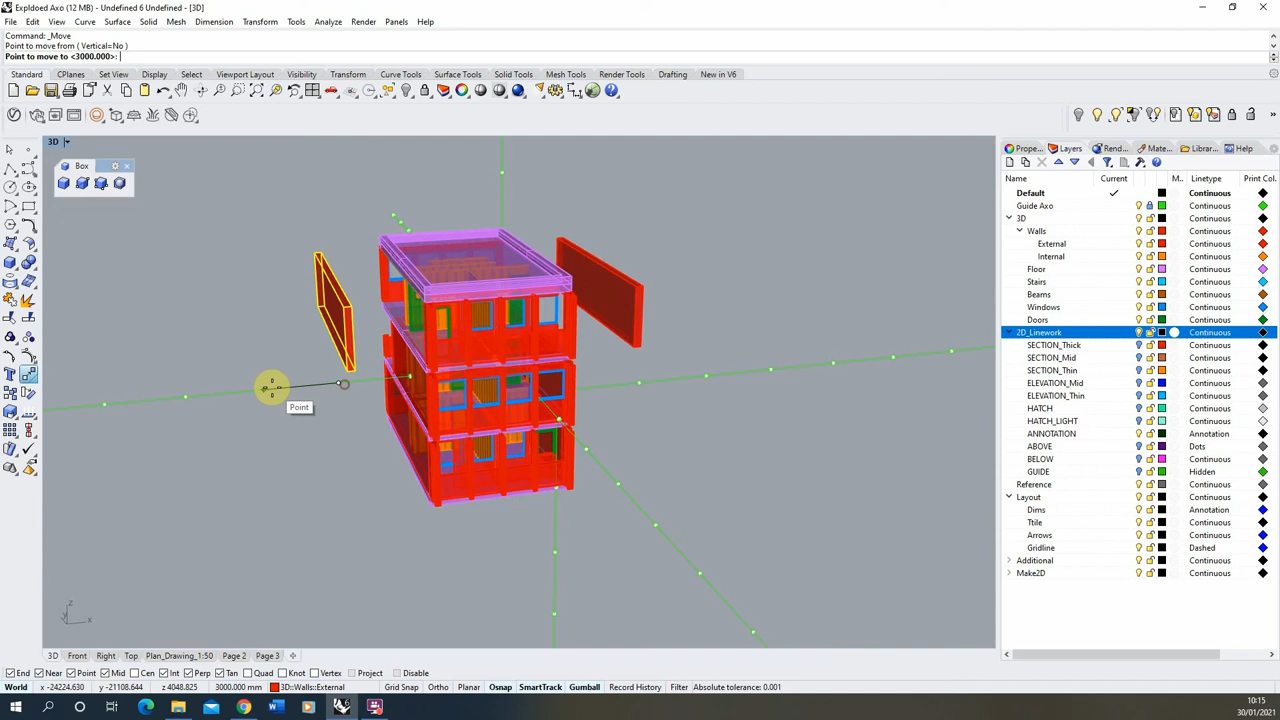 Expldoed Axo (12 MB) - Undefined 6 Undefined - [3D]
File Edit View Curve Surface Solid Mesh Dimension Transform Tools Analyze Render Panels Help
Command: _Move
Point to move from ( Vertical=No )
Point to move to <3000.000>:
Standard CPlanes Set View Display Select Viewport Layout Visibility Transform Curve Tools Surface Tools Solid Tools Mesh Tools Render Tools Drafting New in V6
3D
Box
Prope... Layers Rend... Mate... Librar... Help
Name Current M... Linetype Print Col...
Default Continuous
Guide Axo Continuous
3D Continuous
Walls Continuous
External Continuous
Internal Continuous
Floor Continuous
Stairs Continuous
Beams Continuous
Windows Continuous
Doors Continuous
2D_Linework Continuous
SECTION_Thick Continuous
SECTION_Mid Continuous
SECTION_Thin Continuous
ELEVATION_Mid Continuous
ELEVATION_Thin Continuous
HATCH Continuous
HATCH_LIGHT Continuous
ANNOTATION Annotation
ABOVE Dots
BELOW Continuous
GUIDE Hidden
Reference Continuous
Layout Continuous
Dims Annotation
Ttile Continuous
Arrows Continuous
Gridline Dashed
Additional Continuous
Make2D Continuous
Point
z
y
x
3D Front Right Top Plan_Drawing_1:50 Page 2 Page 3
End Near Point Mid Cen Int Perp Tan Quad Knot Vertex Project Disable
World x -24224.630 y -21108.644 z 4048.825 3000.000 mm 3D::Walls::External Grid Snap Ortho Planar Osnap SmartTrack Gumball Record History Filter Absolute tolerance: 0.001
10:15
30/01/2021